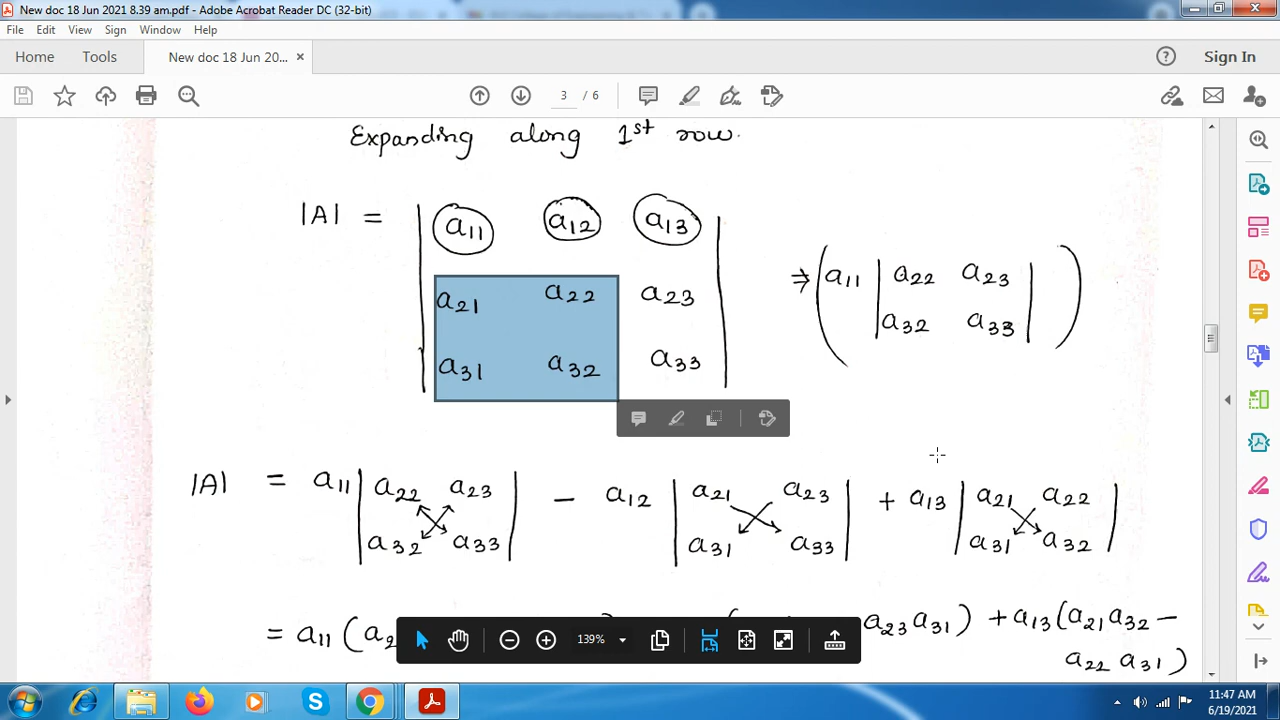 New doc 18 Jun 2021 8.39 am.pdf - Adobe Acrobat Reader DC (32-bit)
File Edit View Sign Window Help
Home Tools New doc 18 Jun 20... × Sign In
3 / 6
Expanding along 1st row.
|A| = | a11 a12 a13 |
| a21 a22 a23 |
| a31 a32 a33 |
⇒ ( a11 | a22 a23 | )
| a32 a33 |
|A| = a11 | a22 a23 | - a12 | a21 a23 | + a13 | a21 a22 |
| a32 a33 | | a31 a33 | | a31 a32 |
= a11 ( a23 a31 ) + a13 ( a21 a32 -
a22 a31 )
139%
11:47 AM
6/19/2021